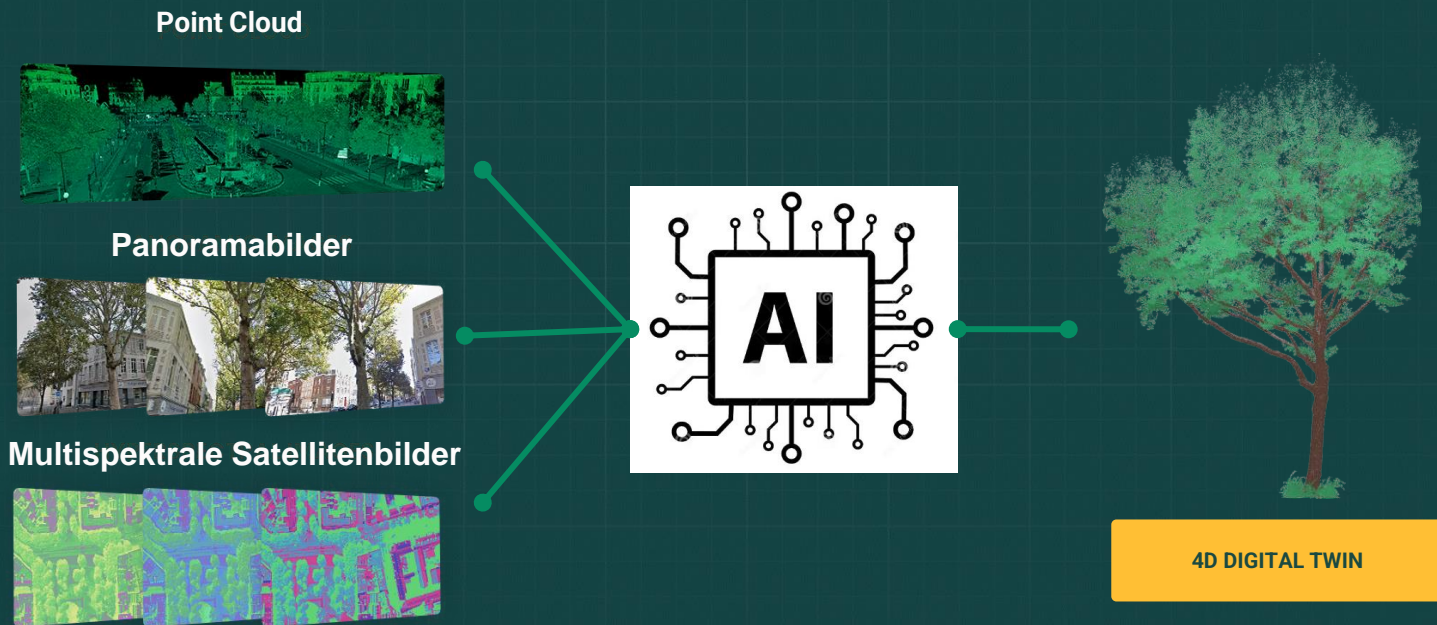 Point Cloud
Panoramabilder
Multispektrale Satellitenbilder
AI
4D DIGITAL TWIN